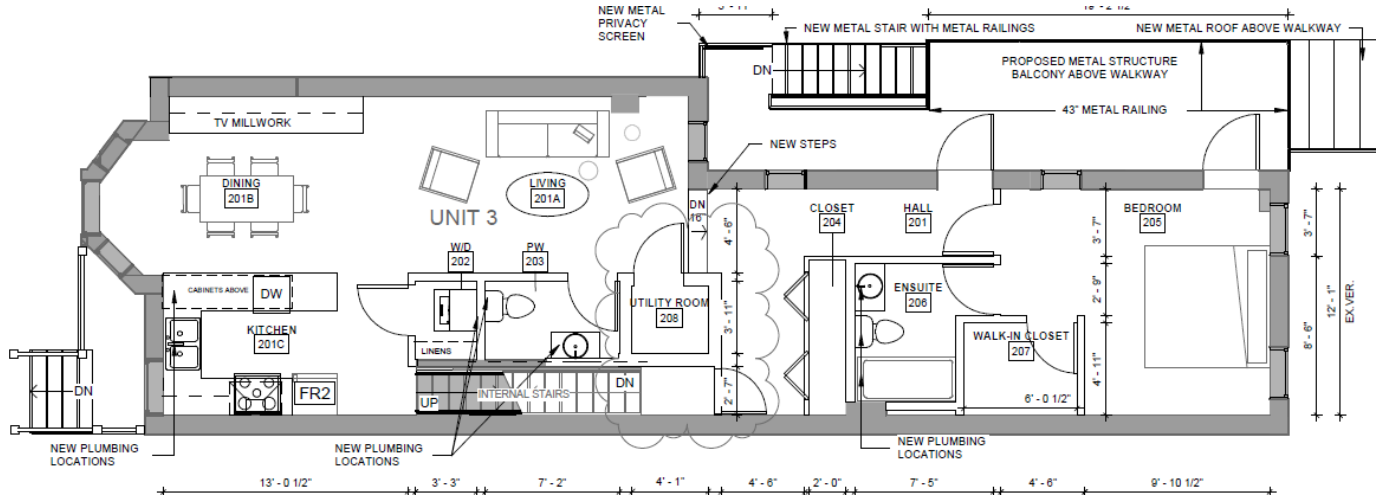 NEW METAL
PRIVACY
SCREEN
NEW METAL STAIR WITH METAL RAILINGS
19' - 2 1/2"
NEW METAL ROOF ABOVE WALKWAY
DN
PROPOSED METAL STRUCTURE
BALCONY ABOVE WALKWAY
43" METAL RAILING
TV MILLWORK
NEW STEPS
DINING
201B
LIVING
201A
UNIT 3
DN
CLOSET
204
HALL
201
BEDROOM
205
4' - 6"
3' - 7"
3' - 7"
W/D
202
PW
203
CABINETS ABOVE
DW
UTILITY ROOM
208
3' - 11"
ENSUITE
206
2' - 9"
12' - 1"
EX.VER.
8' - 6"
KITCHEN
201C
LINENS
WALK-IN CLOSET
207
4' - 11"
DN
FR2
UP
INTERNAL STAIRS
DN
2' - 7"
6' - 0 1/2"
NEW PLUMBING
LOCATIONS
NEW PLUMBING
LOCATIONS
NEW PLUMBING
LOCATIONS
13' - 0 1/2"
3' - 3"
7' - 2"
4' - 1"
4' - 6"
2' - 0"
7' - 5"
4' - 6"
9' - 10 1/2"